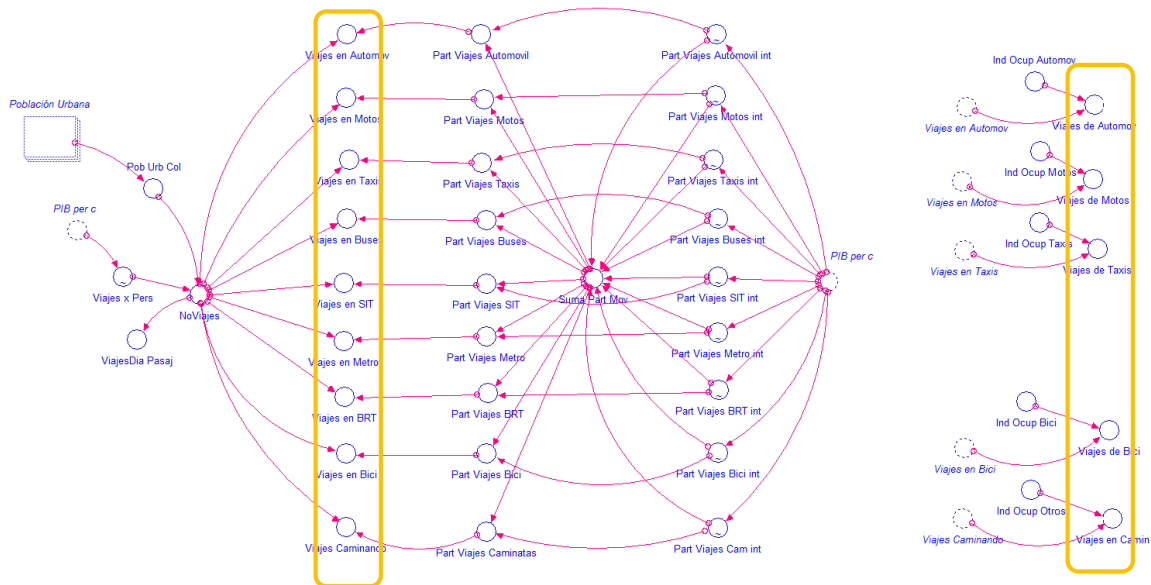 Viajes en Automov
Part Viajes Automovil
Part Viajes Automovil int
Ind Ocup Automov
Población Urbana
Viajes en Motos
Part Viajes Motos
Part Viajes Motos int
Viajes en Automov
Viajes de Automov
Pob Urb Col
Viajes en Taxis
Part Viajes Taxis
Part Viajes Taxis int
Ind Ocup Motos
Viajes en Motos
Viajes de Motos
PIB per c
Viajes en Buses
Part Viajes Buses
Part Viajes Buses int
Ind Ocup Taxis
Viajes en Taxis
Viajes de Taxis
PIB per c
Viajes x Pers
NoViajes
Viajes en SIT
Part Viajes SIT
Suma Part Mov
Part Viajes SIT int
ViajesDia Pasaj
Viajes en Metro
Part Viajes Metro
Part Viajes Metro int
Viajes en BRT
Part Viajes BRT
Part Viajes BRT int
Ind Ocup Bici
Viajes en Bici
Part Viajes Bici
Part Viajes Bici int
Viajes en Bici
Viajes de Bici
Ind Ocup Otros
Viajes Caminando
Part Viajes Caminatas
Part Viajes Cam int
Viajes Caminando
Viajes en Camin